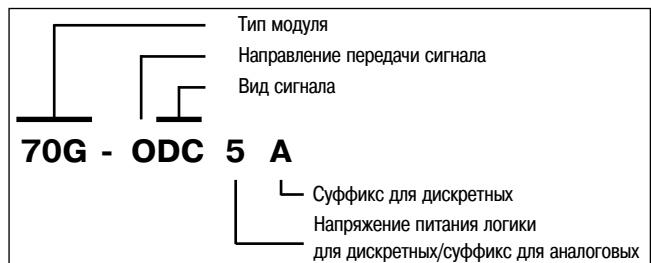 Тип модуля
Направление передачи сигнала
Вид сигнала
70G - ODC 5 A
Суффикс для дискретных
Напряжение питания логики
для дискретных/суффикс для аналоговых